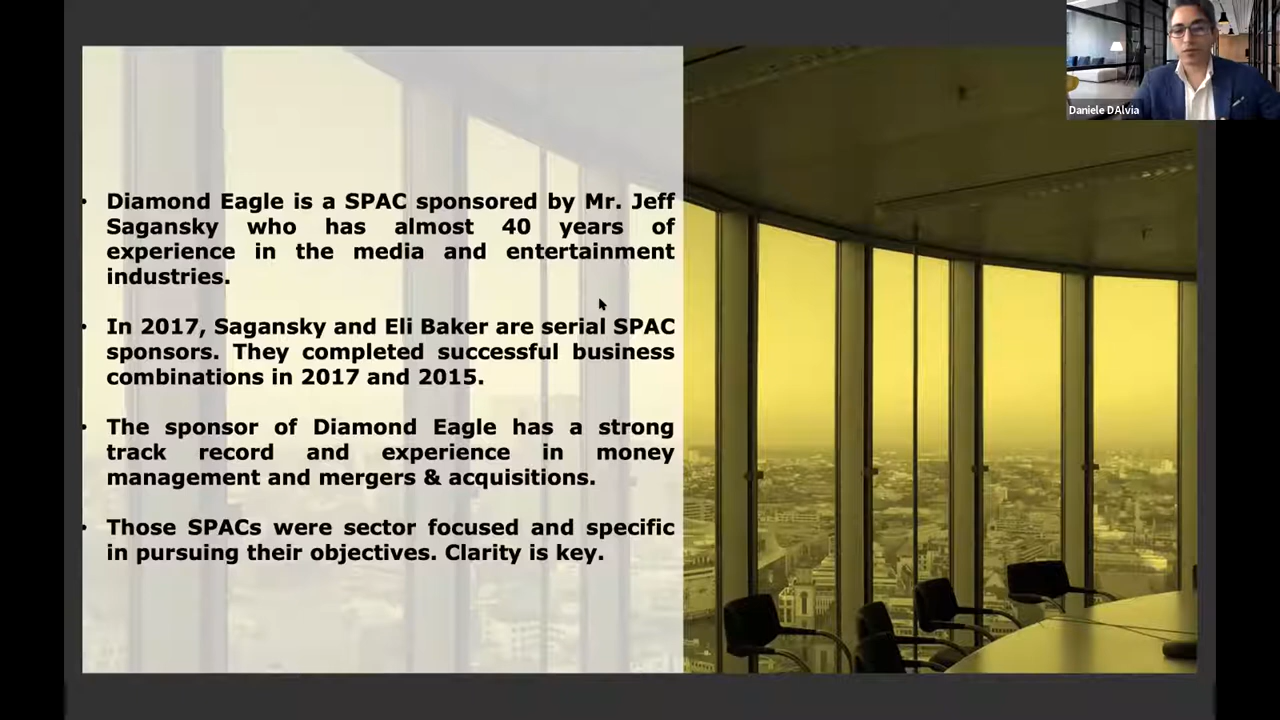 Daniele DAlvia
• Diamond Eagle is a SPAC sponsored by Mr. Jeff
Sagansky who has almost 40 years of
experience in the media and entertainment
industries.
• In 2017, Sagansky and Eli Baker are serial SPAC
sponsors. They completed successful business
combinations in 2017 and 2015.
• The sponsor of Diamond Eagle has a strong
track record and experience in money
management and mergers & acquisitions.
• Those SPACs were sector focused and specific
in pursuing their objectives. Clarity is key.